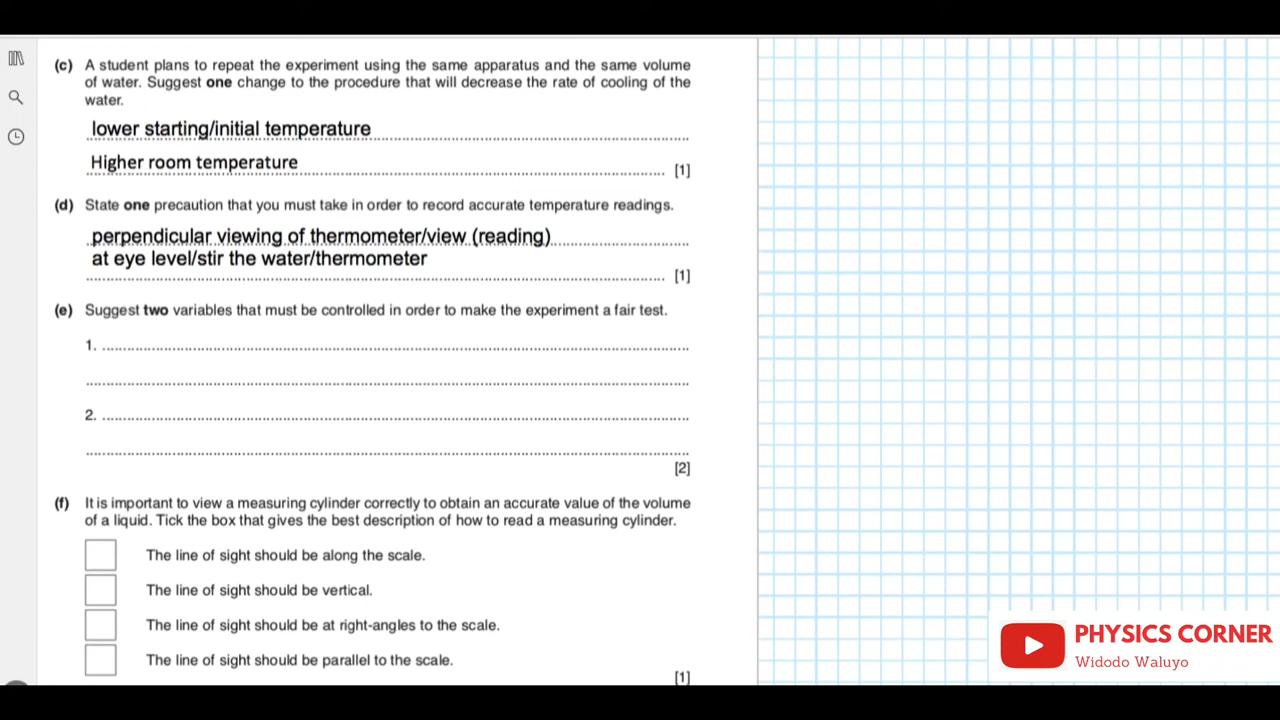 (c) A student plans to repeat the experiment using the same apparatus and the same volume
of water. Suggest one change to the procedure that will decrease the rate of cooling of the
water.
lower starting/initial temperature
Higher room temperature
[1]
(d) State one precaution that you must take in order to record accurate temperature readings.
perpendicular viewing of thermometer/view (reading)
at eye level/stir the water/thermometer
[1]
(e) Suggest two variables that must be controlled in order to make the experiment a fair test.
1.
2.
[2]
(f) It is important to view a measuring cylinder correctly to obtain an accurate value of the volume
of a liquid. Tick the box that gives the best description of how to read a measuring cylinder.
The line of sight should be along the scale.
The line of sight should be vertical.
The line of sight should be at right-angles to the scale.
The line of sight should be parallel to the scale.
[1]
PHYSICS CORNER
Widodo Waluyo